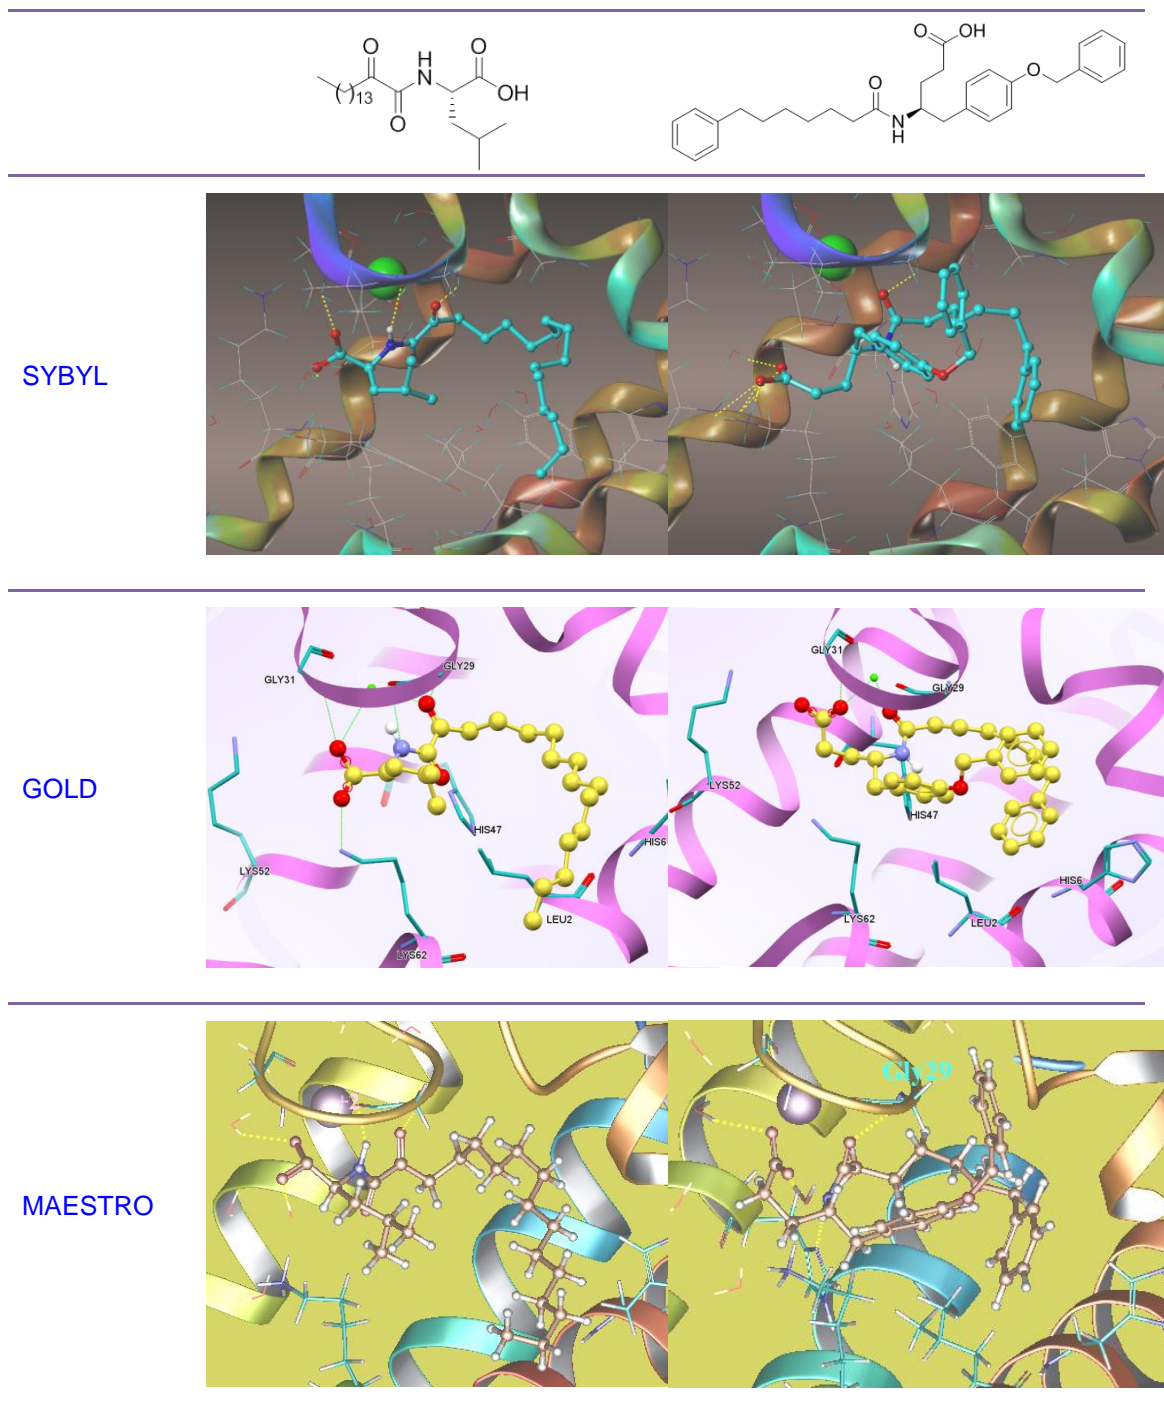 O
H
N
O
OH
( )13
O
O
OH
O
O
N
H
SYBYL
GOLD
GLY31
GLY29
LYS52
HIS47
HIS6
LEU2
LYS62
GLY31
GLY29
LYS52
HIS47
HIS6
LYS62
LEU2
MAESTRO
Gly29